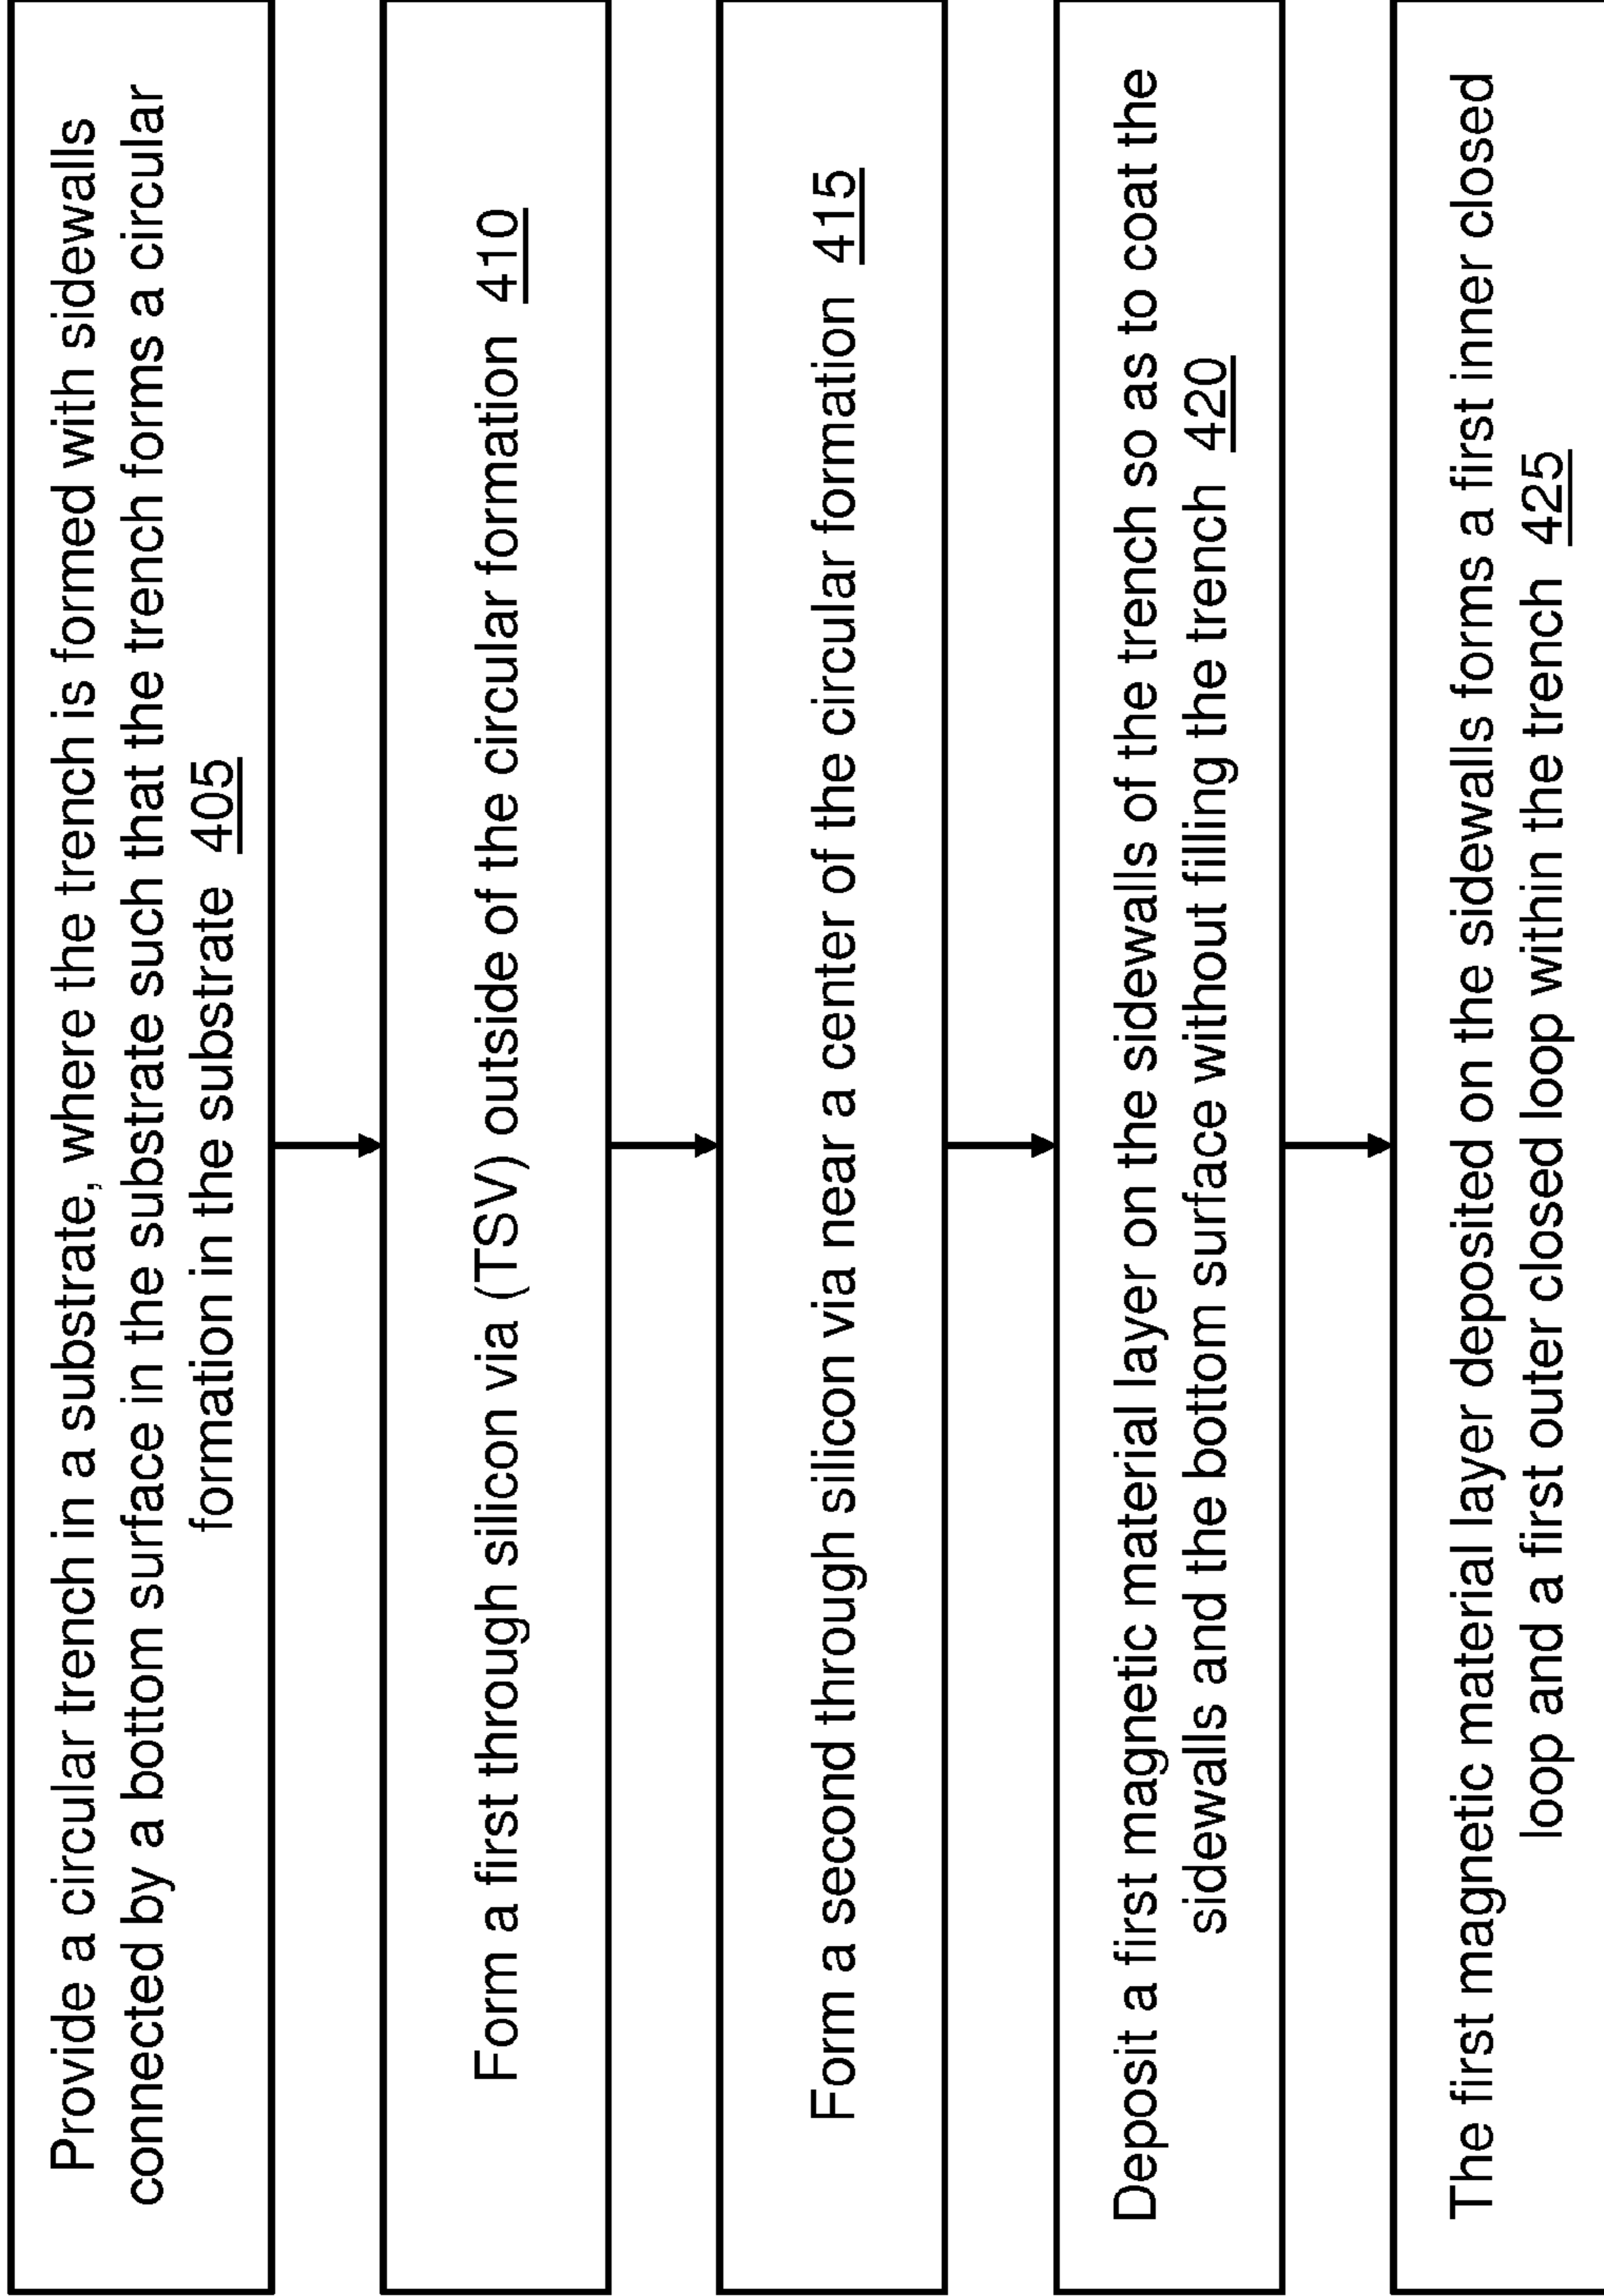 Provide a circular trench in a substrate, where the trench is formed with sidewalls
connected by a bottom surface in the substrate such that the trench forms a circular
formation in the substrate 405
Form a first through silicon via (TSV) outside of the circular formation 410
Form a second through silicon via near a center of the circular formation 415
Deposit a first magnetic material layer on the sidewalls of the trench so as to coat the
sidewalls and the bottom surface without filling the trench 420
The first magnetic material layer deposited on the sidewalls forms a first inner closed
loop and a first outer closed loop within the trench 425